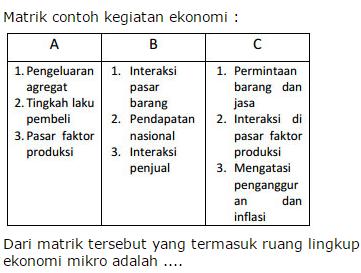 Matrik contoh kegiatan ekonomi :
A
B
C
1. Pengeluaran
agregat
2. Tingkah laku
pembeli
3. Pasar faktor
produksi
1. Interaksi
pasar
barang
2. Pendapatan
nasional
3. Interaksi
penjual
1. Permintaan
barang dan
jasa
2. Interaksi di
pasar faktor
produksi
3. Mengatasi
penganggur
an dan
inflasi
Dari matrik tersebut yang termasuk ruang lingkup
ekonomi mikro adalah ....